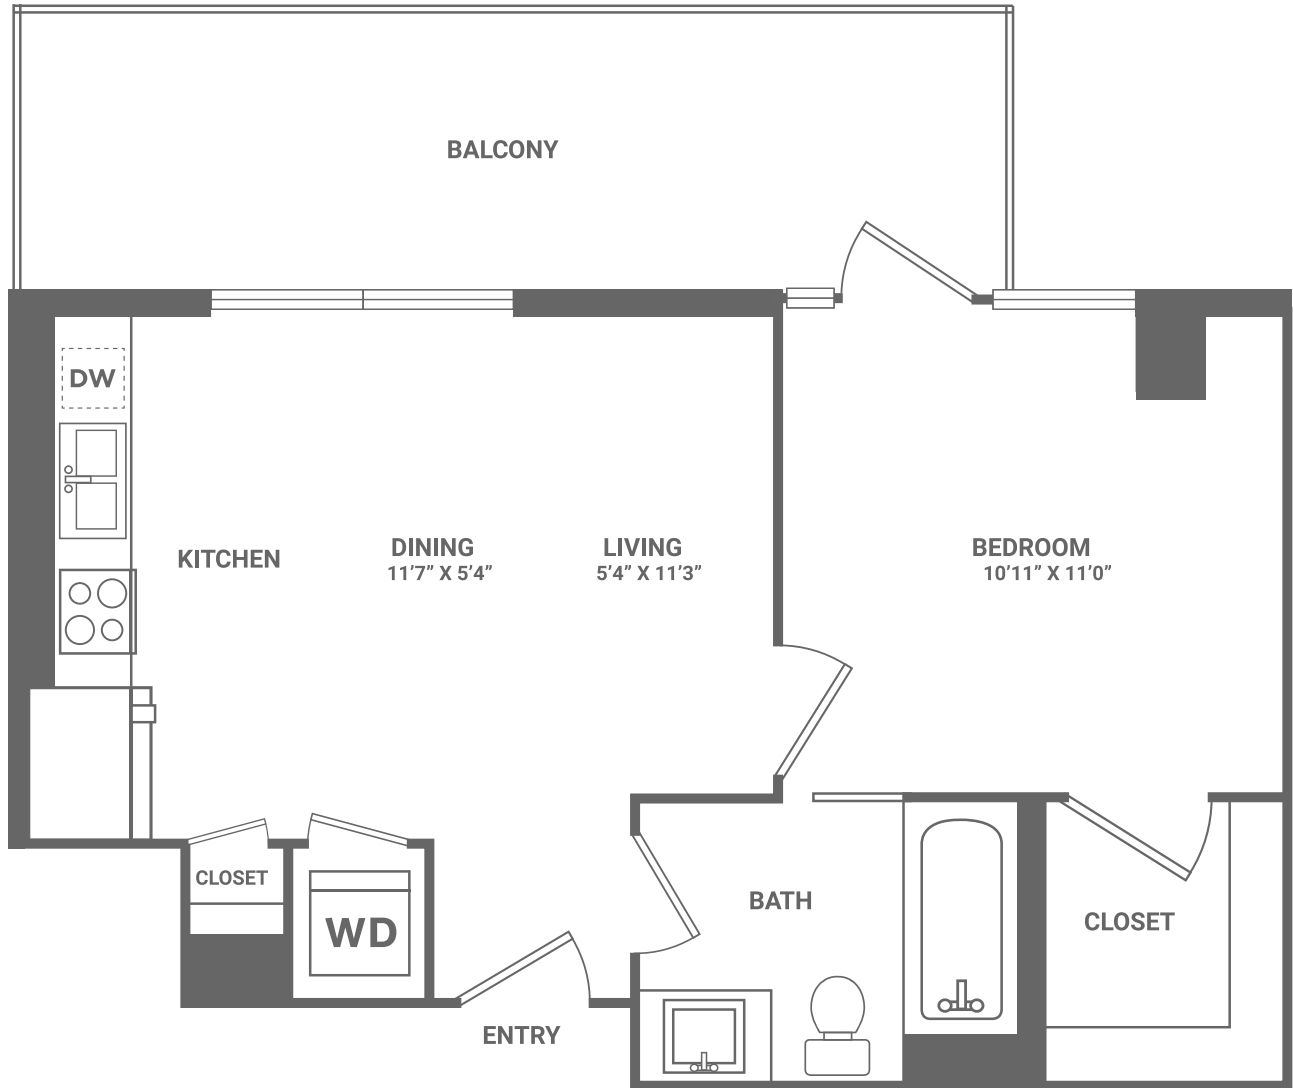 BALCONY
DW
KITCHEN
DINING
11’7” X 5’4”
LIVING
5’4” X 11’3”
BEDROOM
10’11” X 11’0”
CLOSET
WD
BATH
CLOSET
ENTRY